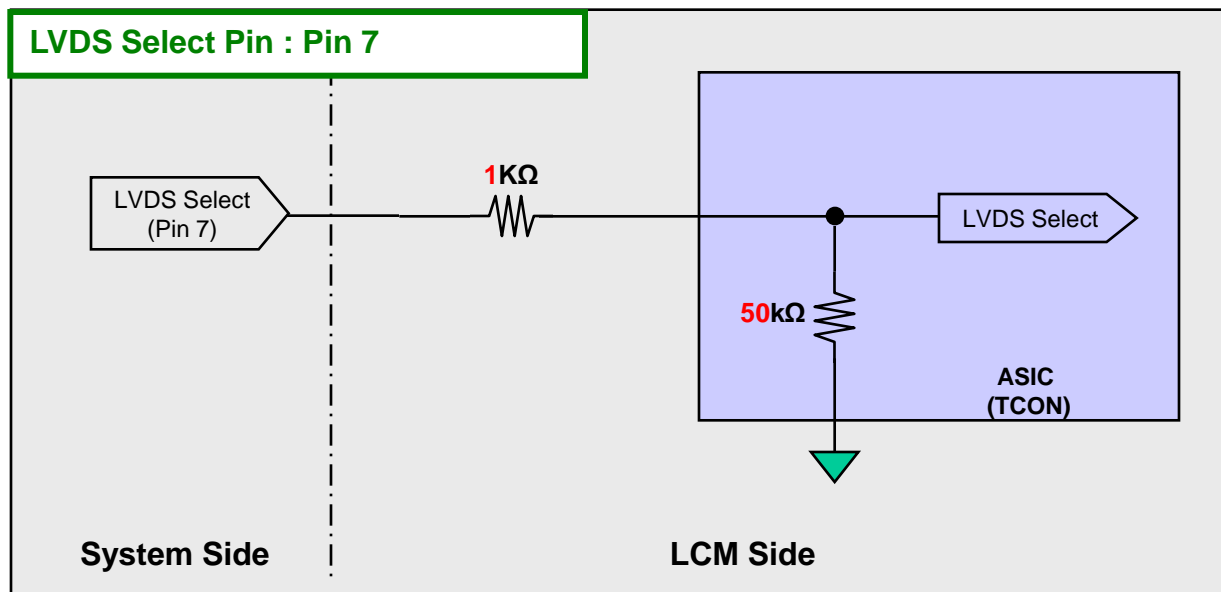 LVDS Select Pin : Pin 7
1KΩ
LVDS Select
(Pin 7)
LVDS Select
50kΩ
ASIC
(TCON)
System Side
LCM Side